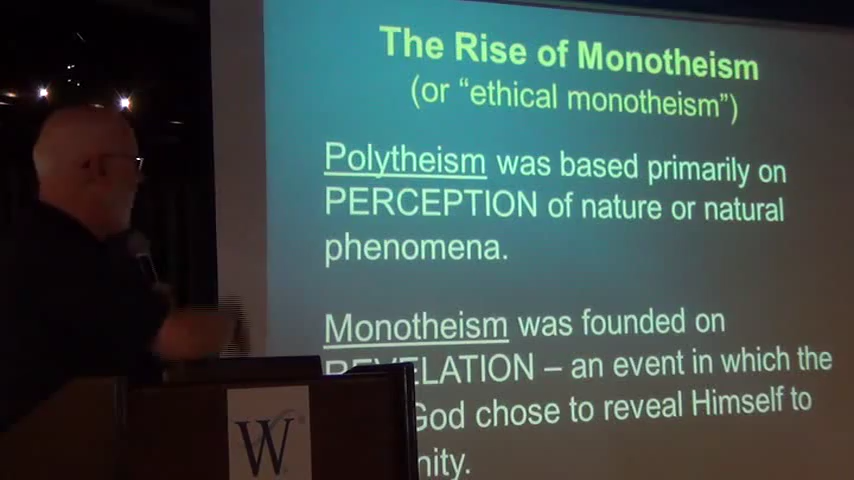 The Rise of Monotheism
(or “ethical monotheism”)
Polytheism was based primarily on
PERCEPTION of nature or natural
phenomena.
Monotheism was founded on
REVELATION – an event in which the
God chose to reveal Himself to
nity.
W